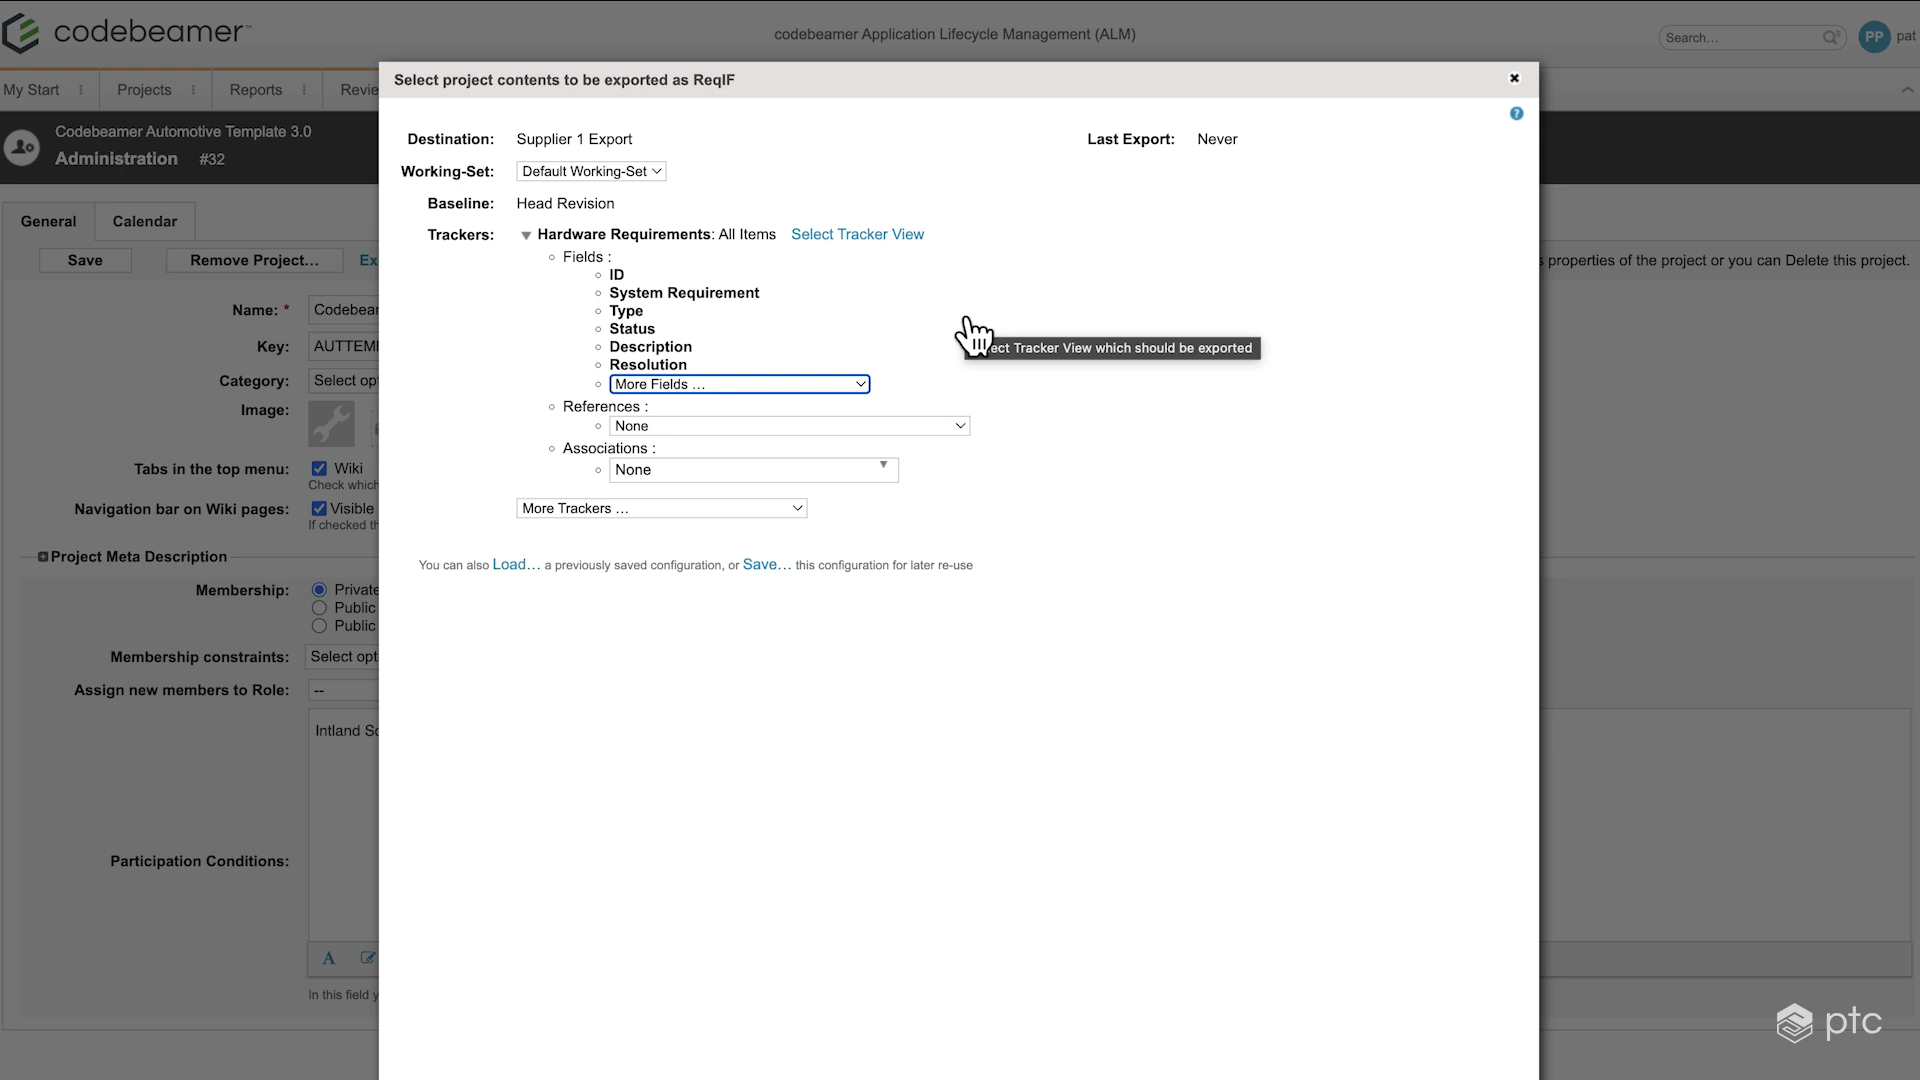 codebeamer
codebeamer Application Lifecycle Management (ALM)
Search...
PP pat
My Start Projects Reports Revie
Select project contents to be exported as ReqIF
Codebeamer Automotive Template 3.0
Administration #32
General Calendar
Save Remove Project... Ex
s properties of the project or you can Delete this project.
Name: * Codebear
Key: AUTTEM
Category: Select opt
Image:
Tabs in the top menu: Wiki
Check which
Navigation bar on Wiki pages: Visible
If checked th
Project Meta Description
Membership: Private
Public
Public
Membership constraints: Select opt
Assign new members to Role: --
Intland So
Participation Conditions:
A
In this field y
?
Destination: Supplier 1 Export Last Export: Never
Working-Set: Default Working-Set
Baseline: Head Revision
Trackers: Hardware Requirements: All Items Select Tracker View
Fields :
ID
System Requirement
Type
Status
Description
Resolution
More Fields ...
ect Tracker View which should be exported
References :
None
Associations :
None
More Trackers ...
You can also Load... a previously saved configuration, or Save... this configuration for later re-use
ptc